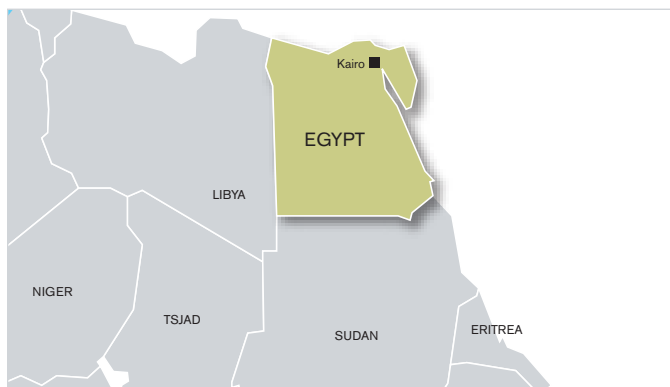 Kairo
EGYPT
LIBYA
NIGER
TSJAD
SUDAN
ERITREA